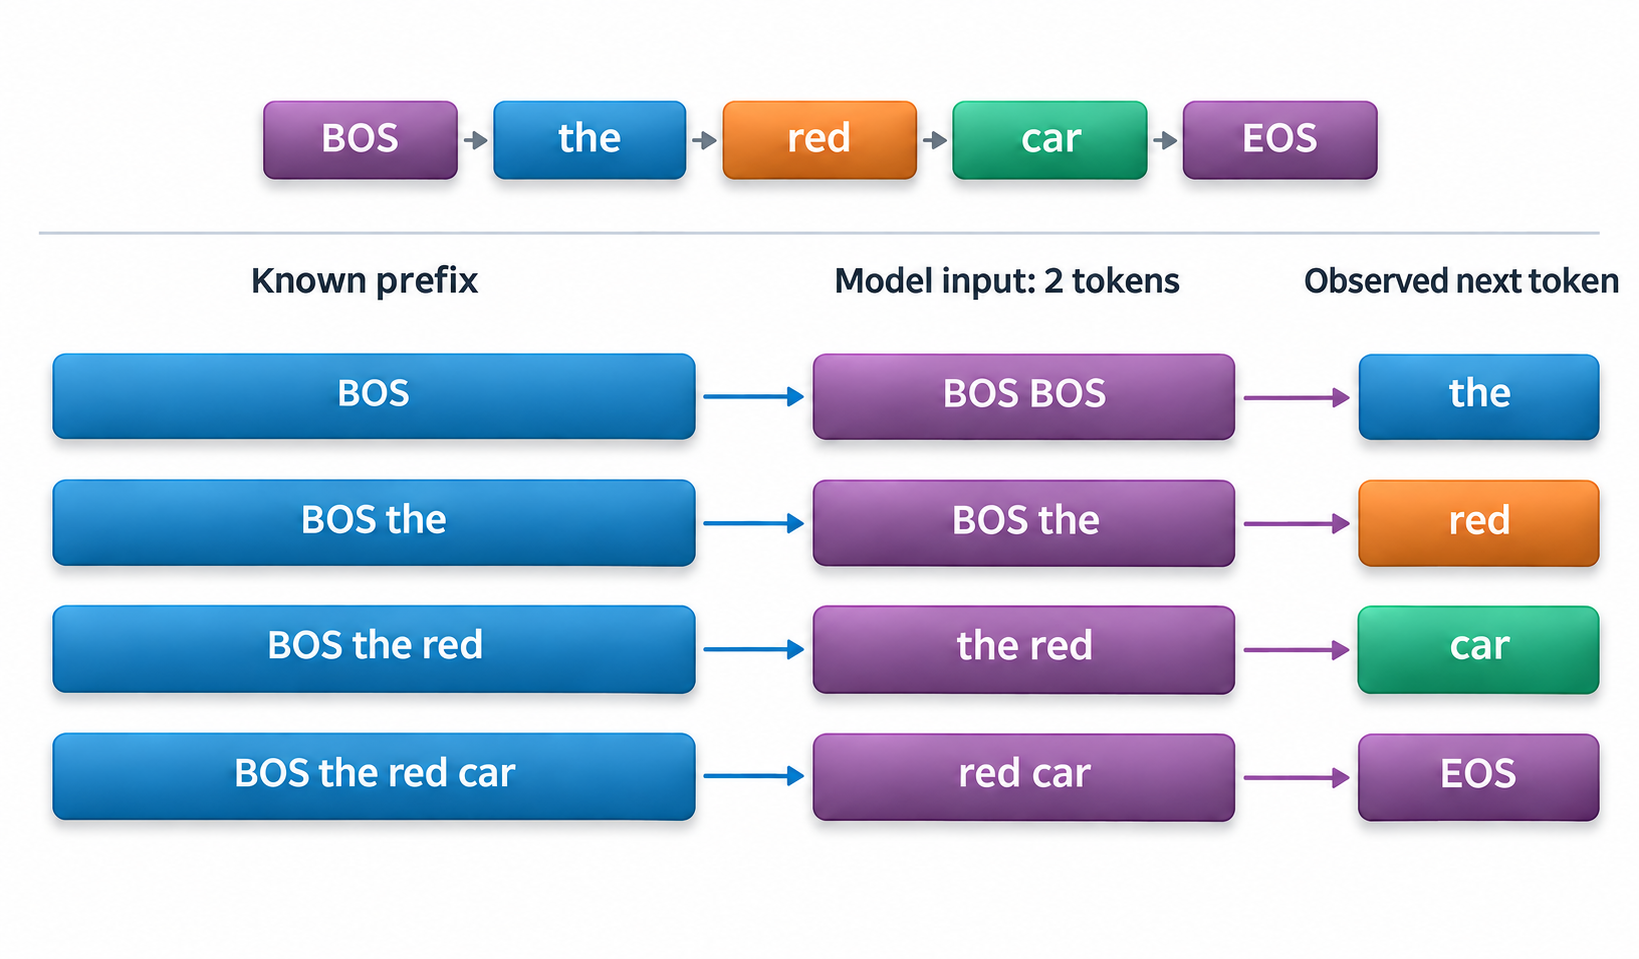 BOS the red car EOS
Known prefix Model input: 2 tokens Observed next token
BOS BOS BOS the
BOS the BOS the red
BOS the red the red car
BOS the red car red car EOS